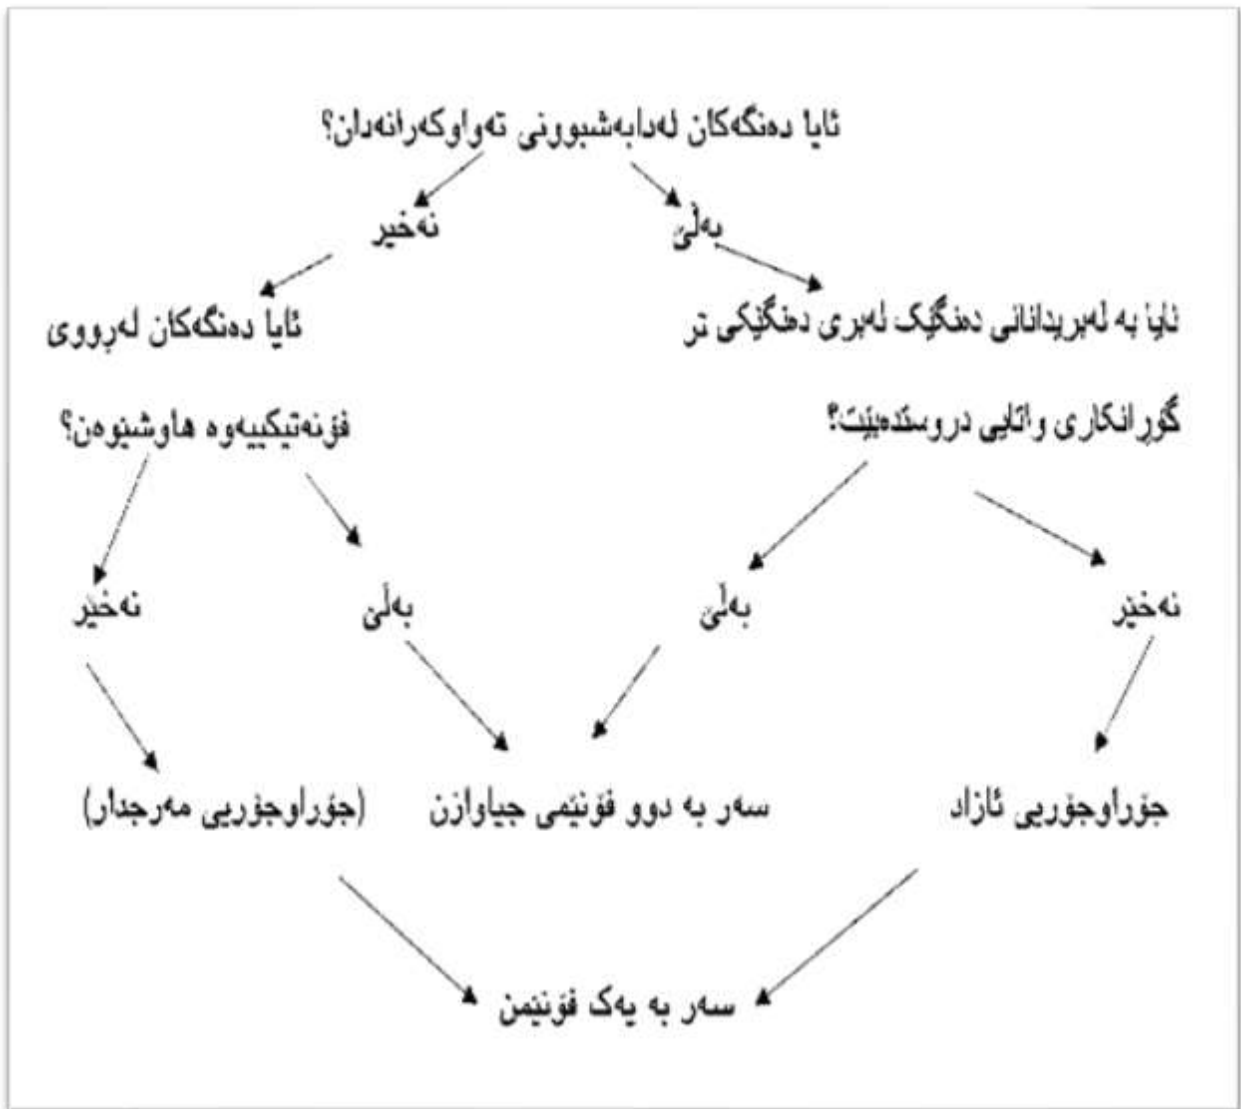 ئایا دەنگەکان لەدابەشبوونی تەواوکەرانەدان؟
بەڵێ
نەخێر
ئایا بە لەبریدانانی دەنگێک لەبری دەنگێکی تر
ئایا دەنگەکان لەڕووی
گۆڕانکاری واتایی دروستدەبێت؟
فۆنەتیکییەوە هاوشێوەن؟
نەخێر
بەڵێ
بەڵێ
نەخێر
جۆراوجۆریی ئازاد
سەر بە دوو فۆنێمی جیاوازن
(جۆراوجۆریی مەرجدار)
سەر بە یەک فۆنێمن